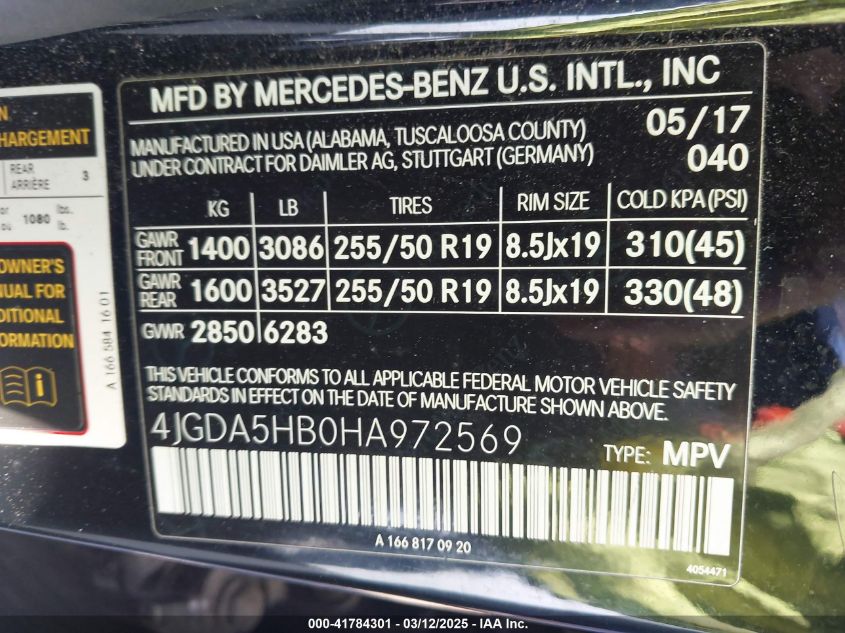 N
HARGEMENT
REAR
ARRIÈRE 3
or
ou 1080 lbs.
lb.
OWNER'S
NUAL FOR
DITIONAL
ORMATION
A 166 584 16 01
MFD BY MERCEDES-BENZ U.S. INTL., INC
MANUFACTURED IN USA (ALABAMA, TUSCALOOSA COUNTY) 05/17
UNDER CONTRACT FOR DAIMLER AG, STUTTGART (GERMANY) 040
KG LB TIRES RIM SIZE COLD KPA (PSI)
GAWR FRONT 1400 3086 255/50 R19 8.5Jx19 310(45)
GAWR REAR 1600 3527 255/50 R19 8.5Jx19 330(48)
GVWR 2850 6283
THIS VEHICLE CONFORMS TO ALL APPLICABLE FEDERAL MOTOR VEHICLE SAFETY
STANDARDS IN EFFECT ON THE DATE OF MANUFACTURE SHOWN ABOVE.
4JGDA5HB0HA972569
TYPE: MPV
A 166 817 09 20
4054471
000-41784301 - 03/12/2025 - IAA Inc.